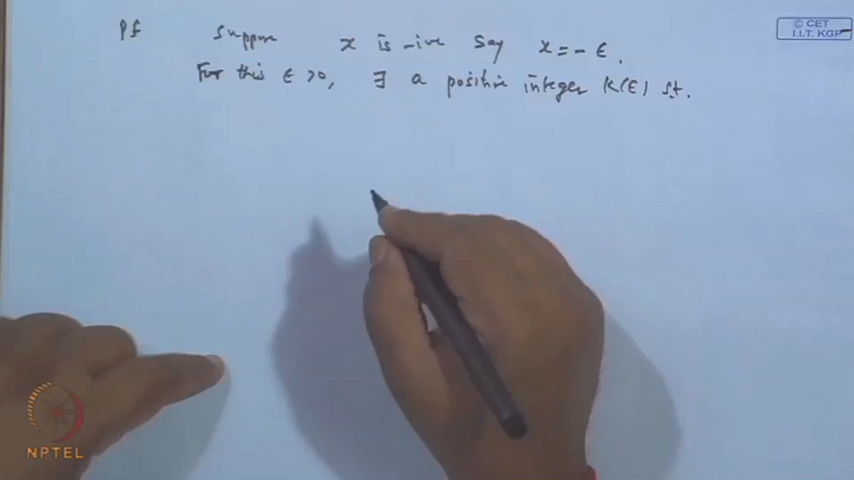 Pf Suppose x is -ive say x = - ε.
For this ε > 0, ∃ a positive integer K(ε) s.t.
© CET
I.I.T. KGP
NPTEL